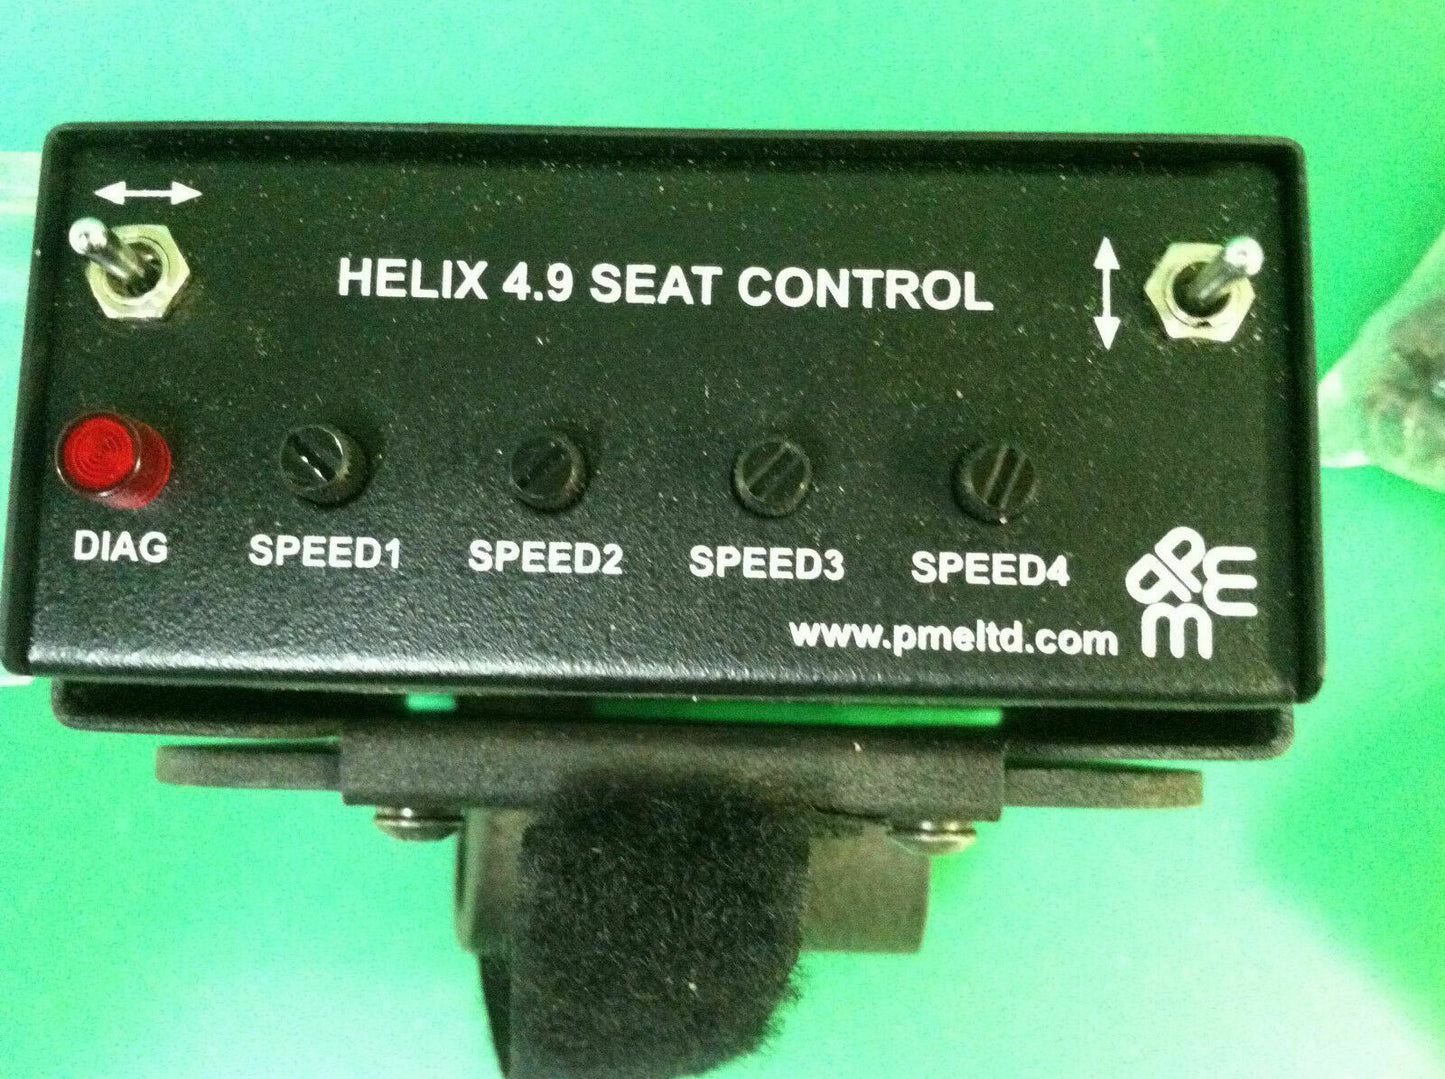 HELIX 4.9 SEAT CONTROL
DIAG SPEED1 SPEED2 SPEED3 SPEED4
www.pmeltd.com